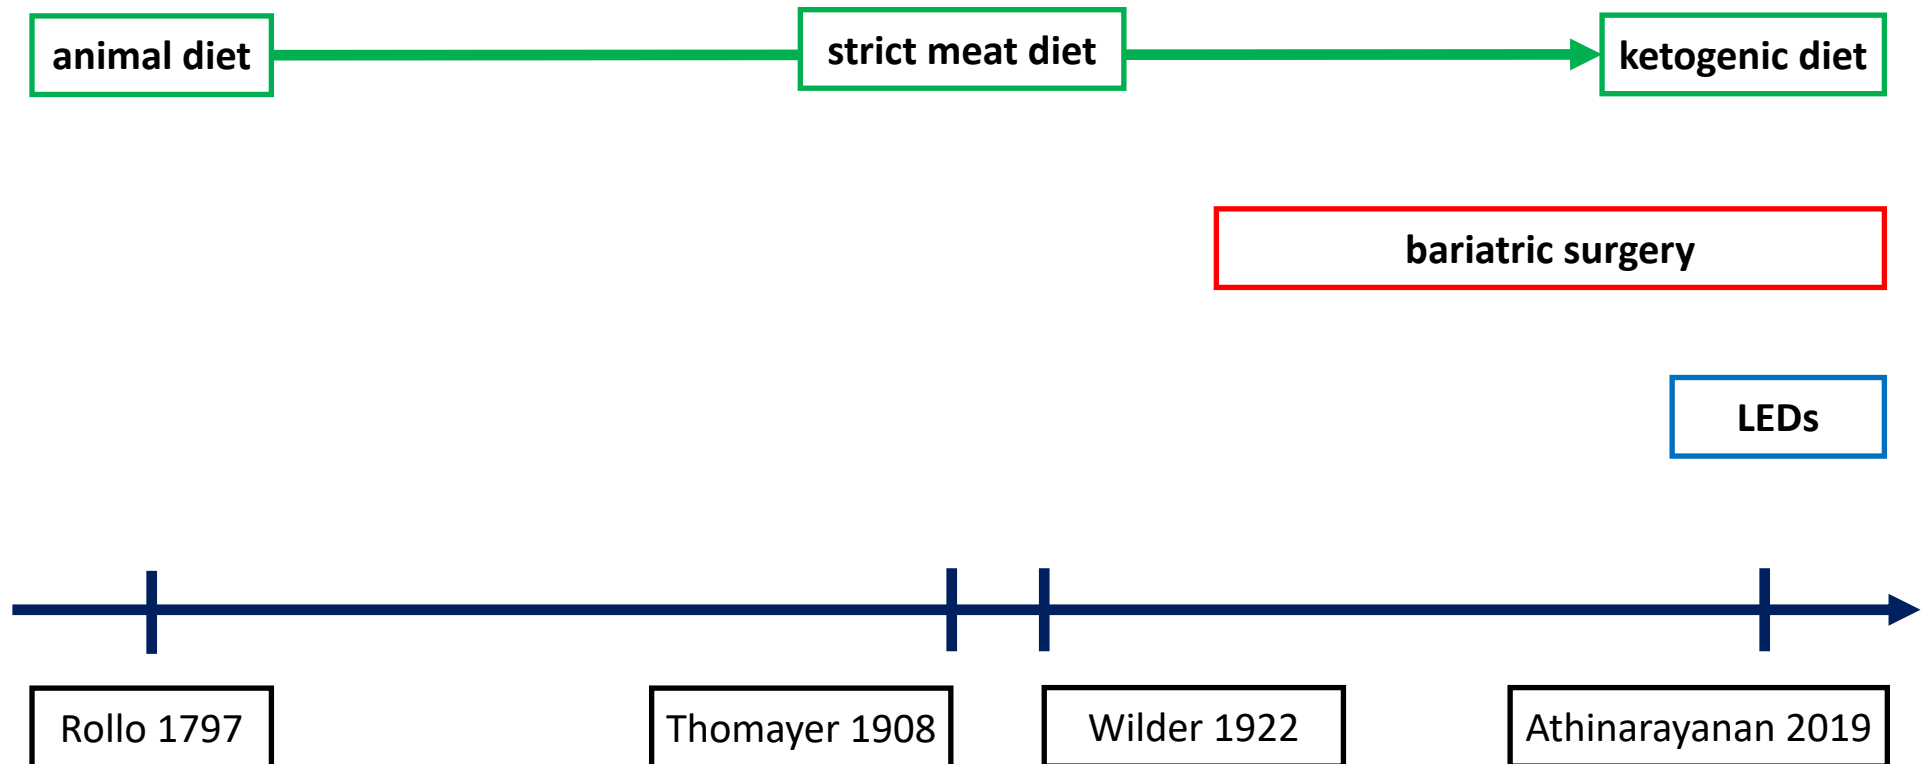 animal diet
strict meat diet
ketogenic diet
bariatric surgery
LEDs
Rollo 1797
Thomayer 1908
Wilder 1922
Athinarayanan 2019